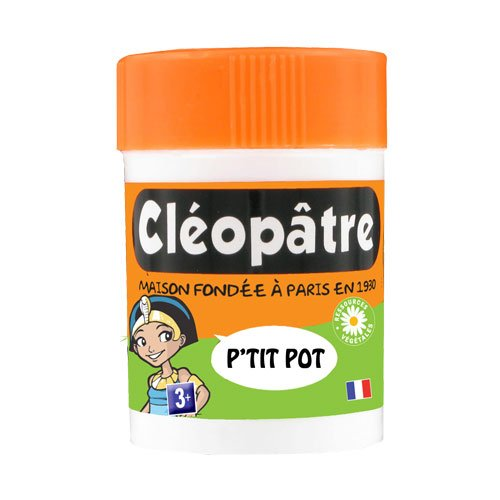 Cléopâtre
MAISON FONDÉE À PARIS EN 1930
RESSOURCES
VÉGÉTALES
P'TIT POT
3+